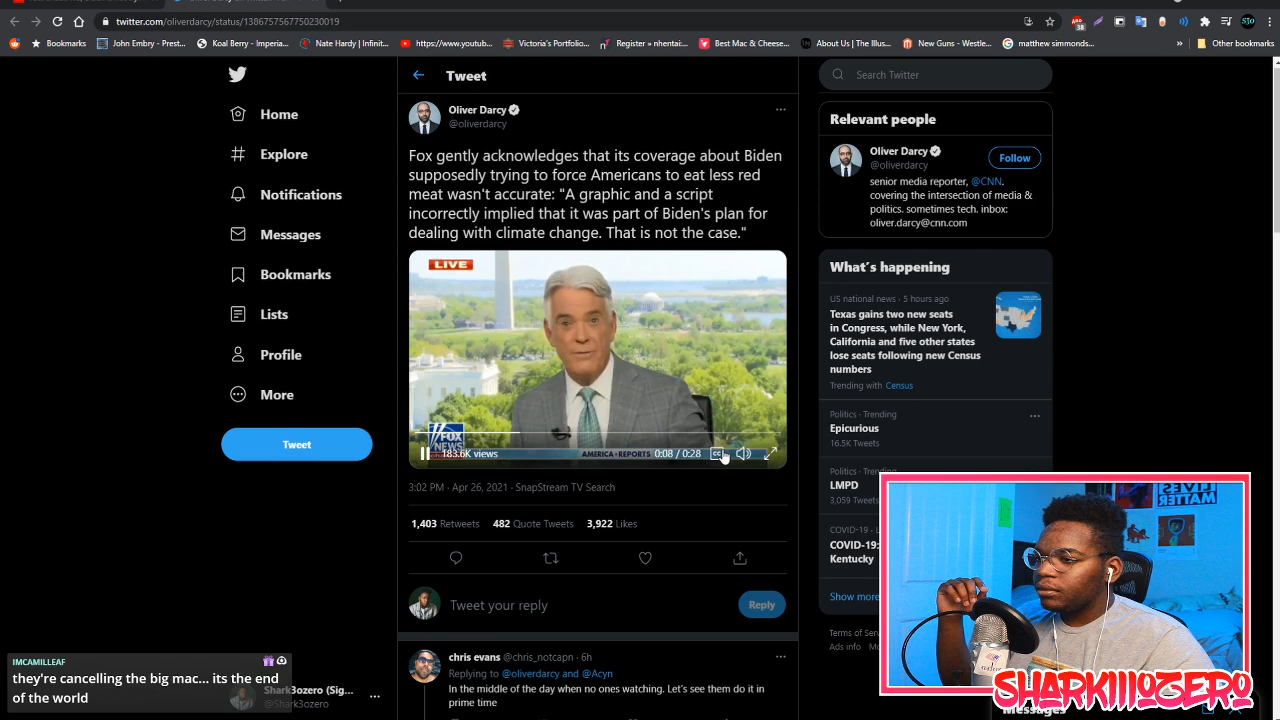 twitter.com/oliverdarcy/status/1386757567750230019
38
Bookmarks
John Embry - Prest...
Koal Berry - Imperia...
Nate Hardy | Infinit...
https://www.youtub...
Victoria's Portfolio...
Register » nhentai...
Best Mac & Cheese...
About Us | The Illus...
New Guns - Westle...
matthew simmonds...
»
Other bookmarks
Home
Explore
Notifications
Messages
Bookmarks
Lists
Profile
More
Tweet
Tweet
Oliver Darcy
@oliverdarcy
Fox gently acknowledges that its coverage about Biden
supposedly trying to force Americans to eat less red
meat wasn't accurate: "A graphic and a script
incorrectly implied that it was part of Biden's plan for
dealing with climate change. That is not the case."
LIVE
FOX
NEWS
183.6K views
AMERICA REPORTS
0:08 / 0:28
3:02 PM · Apr 26, 2021 · SnapStream TV Search
1,403 Retweets 482 Quote Tweets 3,922 Likes
Tweet your reply
Reply
chris evans @chris_notcapn · 6h
Replying to @oliverdarcy and @Acyn
In the middle of the day when no ones watching. Let's see them do it in
prime time
Search Twitter
Relevant people
Oliver Darcy
@oliverdarcy
Follow
senior media reporter, @CNN.
covering the intersection of media &
politics. sometimes tech. inbox:
oliver.darcy@cnn.com
What's happening
US national news · 5 hours ago
Texas gains two new seats
in Congress, while New York,
California and five other states
lose seats following new Census
numbers
Trending with Census
Politics · Trending
Epicurious
16.5K Tweets
Politics · Trending
LMPD
3,059 Tweets
COVID-19
COVID-19:
Kentucky
Show more
Terms of Serv
Ads info
IMCAMILLEAF
they're cancelling the big mac... its the end
of the world
Shark3ozero (Sig...
@Shark3ozero
LIVES
MATTER
SHARKIIIOZERO
Messages